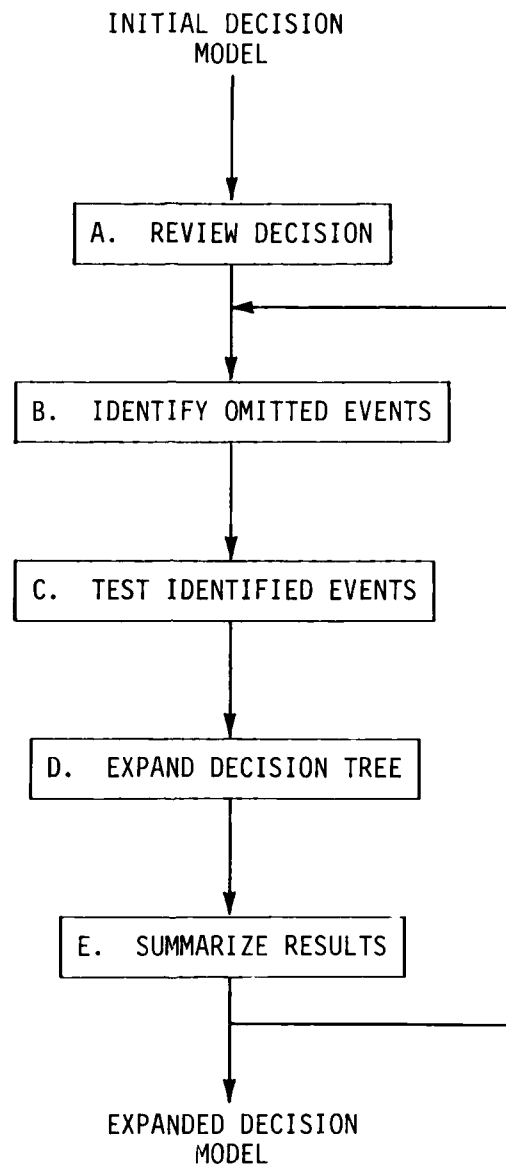 INITIAL DECISION
MODEL
A. REVIEW DECISION
B. IDENTIFY OMITTED EVENTS
C. TEST IDENTIFIED EVENTS
D. EXPAND DECISION TREE
E. SUMMARIZE RESULTS
EXPANDED DECISION
MODEL